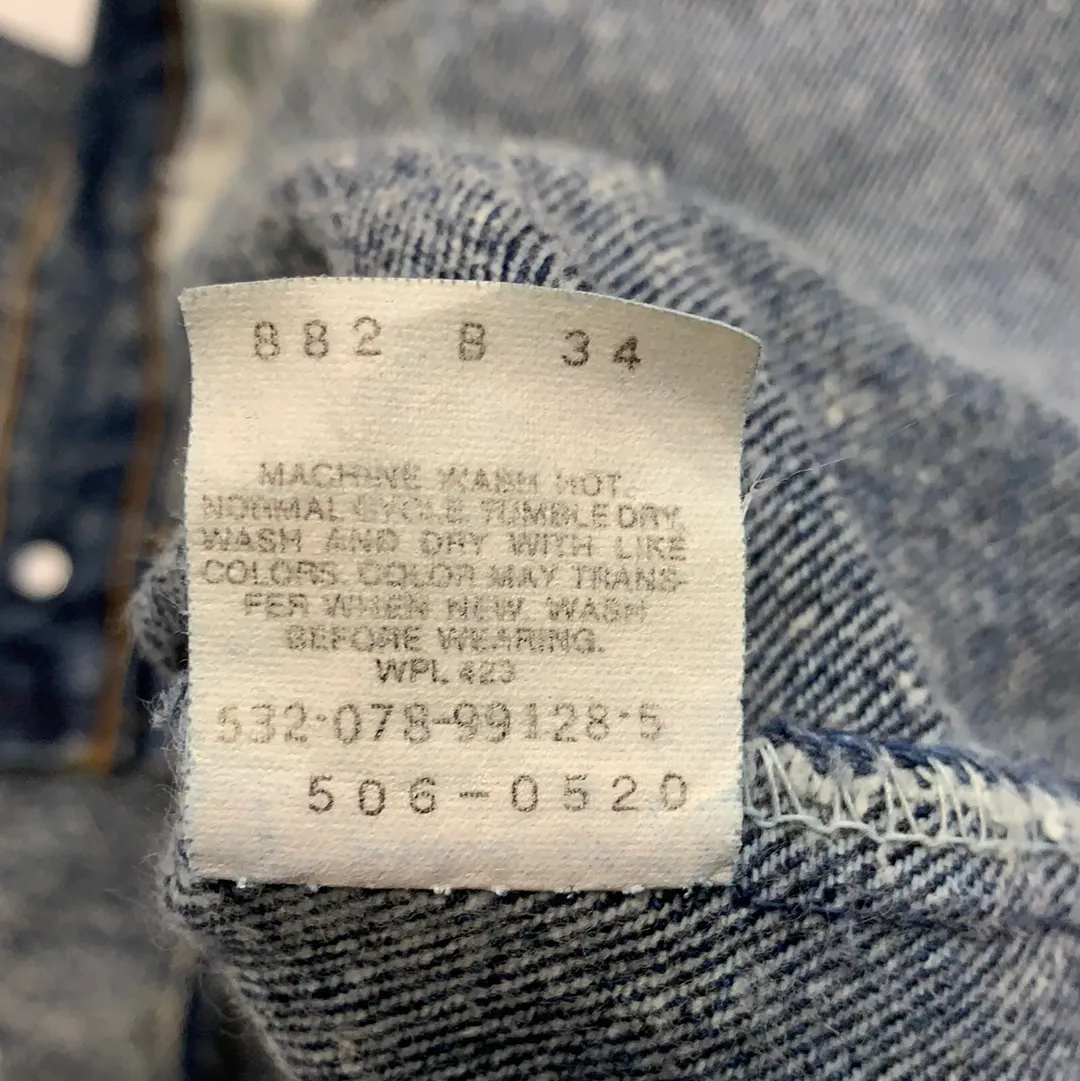 882 B 34
MACHINE WASH HOT.
NORMAL CYCLE TUMBLE DRY.
WASH AND DRY WITH LIKE
COLORS. COLOR MAY TRANS-
FER WHEN NEW. WASH
BEFORE WEARING.
WPL 423
532-078-99128-5
506-0520